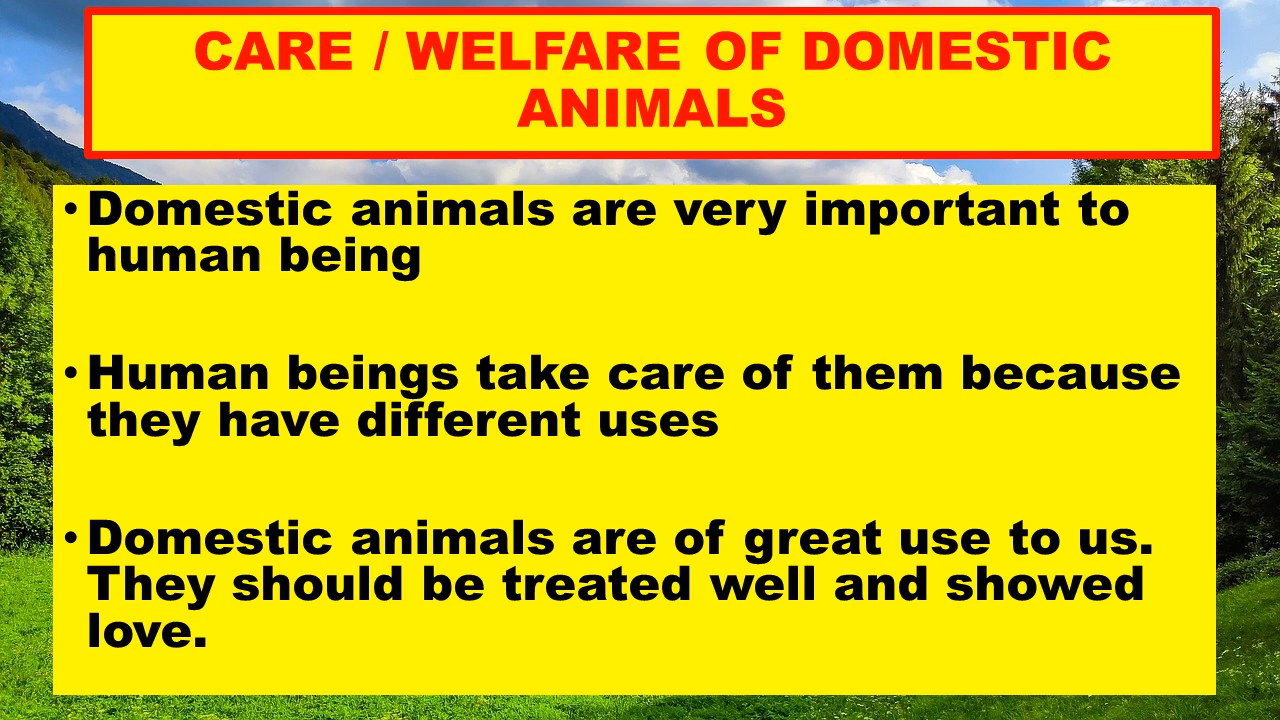 CARE / WELFARE OF DOMESTIC
ANIMALS
• Domestic animals are very important to
human being
• Human beings take care of them because
they have different uses
• Domestic animals are of great use to us.
They should be treated well and showed
love.